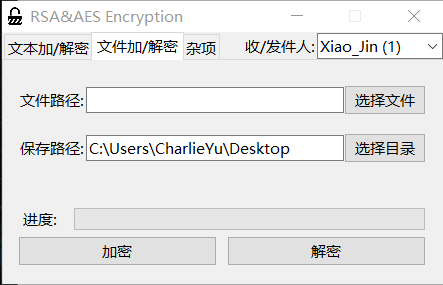 RSA&AES Encryption
文本加/解密 文件加/解密 杂项 收/发件人: Xiao_Jin (1)
文件路径: 选择文件
保存路径: C:\Users\CharlieYu\Desktop 选择目录
进度:
加密 解密